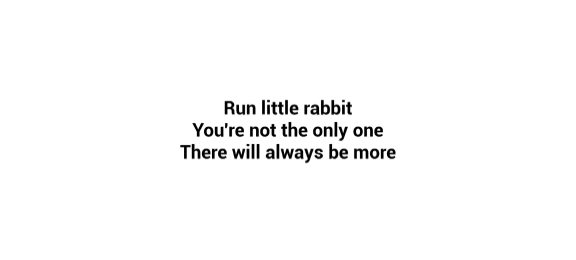 Run little rabbit
You're not the only one
There will always be more